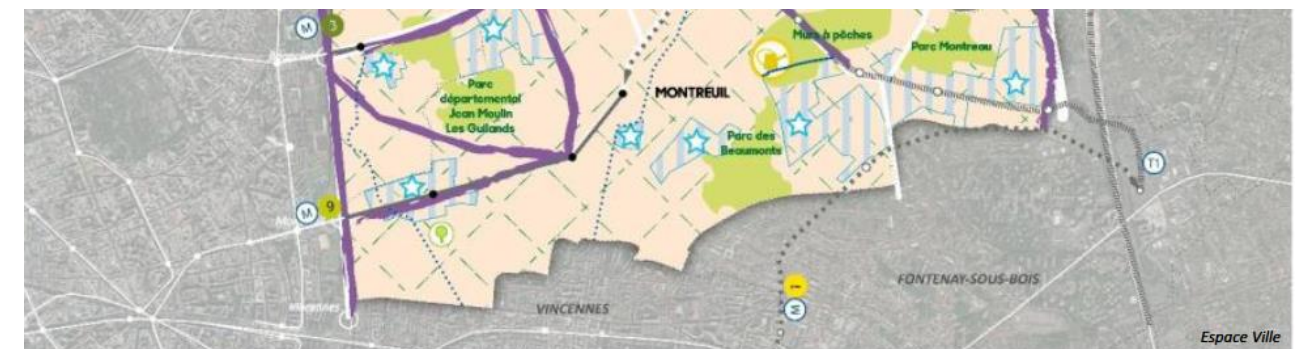 M 3
Murs à pêches
Parc Montreau
Parc
départemental
Jean Moulin
Les Guilands
MONTREUIL
Parc des
Beaumonts
T1
M 9
FONTENAY-SOUS-BOIS
1
M
VINCENNES
Espace Ville